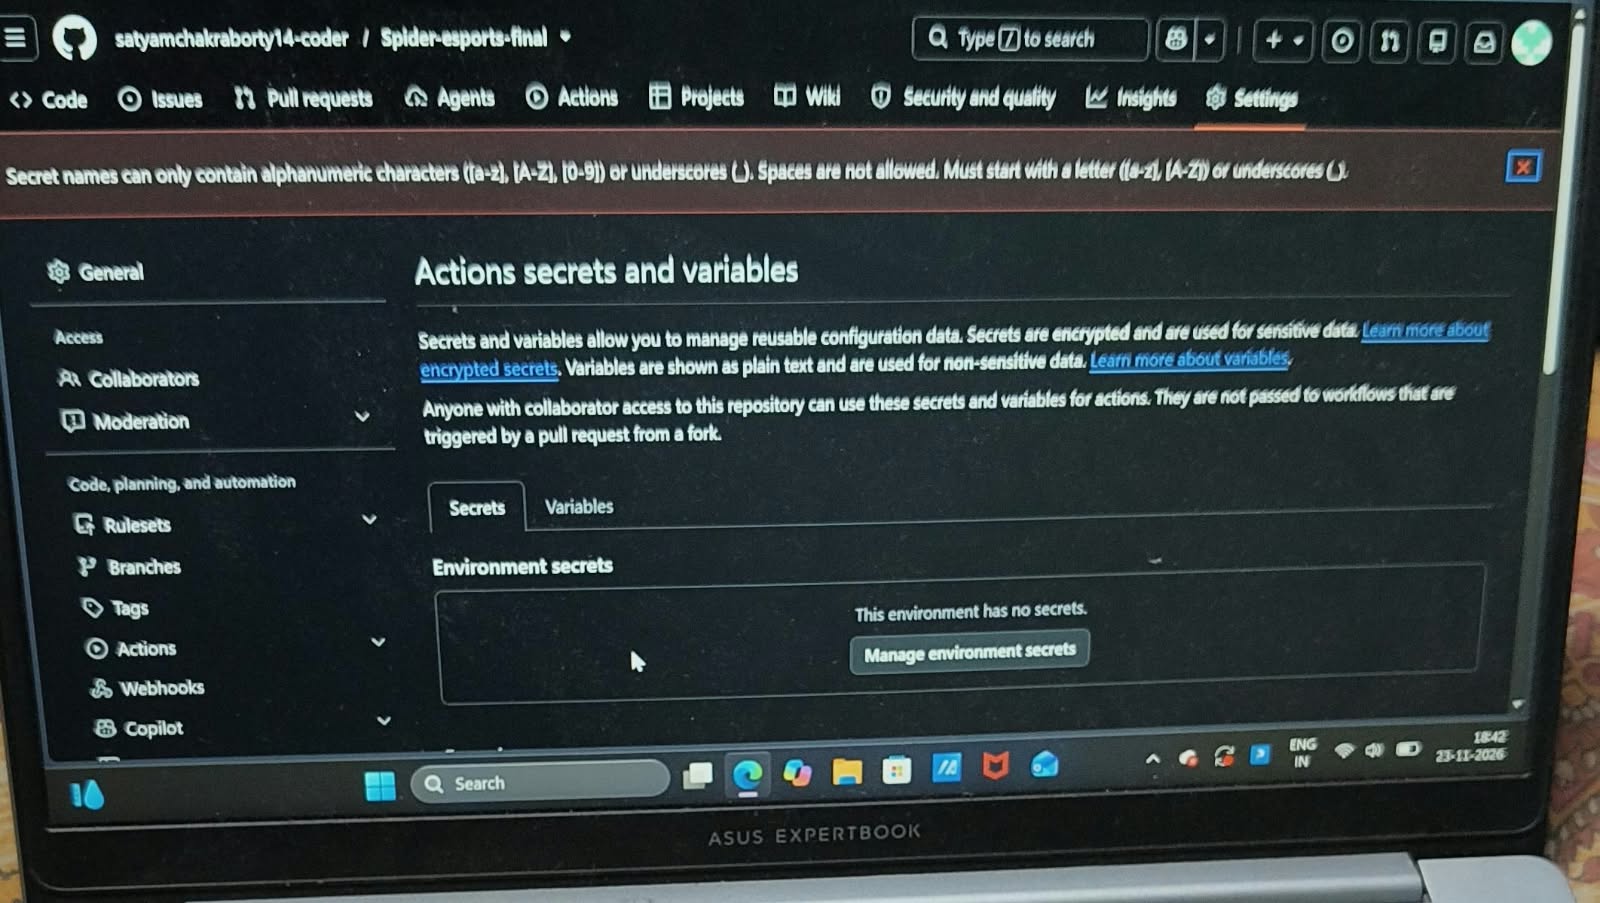 satyamchakraborty14-coder / Spider-esports-final
Type / to search
Code Issues Pull requests Agents Actions Projects Wiki Security and quality Insights Settings
Secret names can only contain alphanumeric characters ([a-z], [A-Z], [0-9]) or underscores (_). Spaces are not allowed. Must start with a letter ([a-z], [A-Z]) or underscores (_).
General
Access
Collaborators
Moderation
Code, planning, and automation
Rulesets
Branches
Tags
Actions
Webhooks
Copilot
Actions secrets and variables
Secrets and variables allow you to manage reusable configuration data. Secrets are encrypted and are used for sensitive data. Learn more about
encrypted secrets. Variables are shown as plain text and are used for non-sensitive data. Learn more about variables.
Anyone with collaborator access to this repository can use these secrets and variables for actions. They are not passed to workflows that are
triggered by a pull request from a fork.
Secrets Variables
Environment secrets
This environment has no secrets.
Manage environment secrets
Search
ENG
IN
18:42
23-11-2026
ASUS EXPERTBOOK